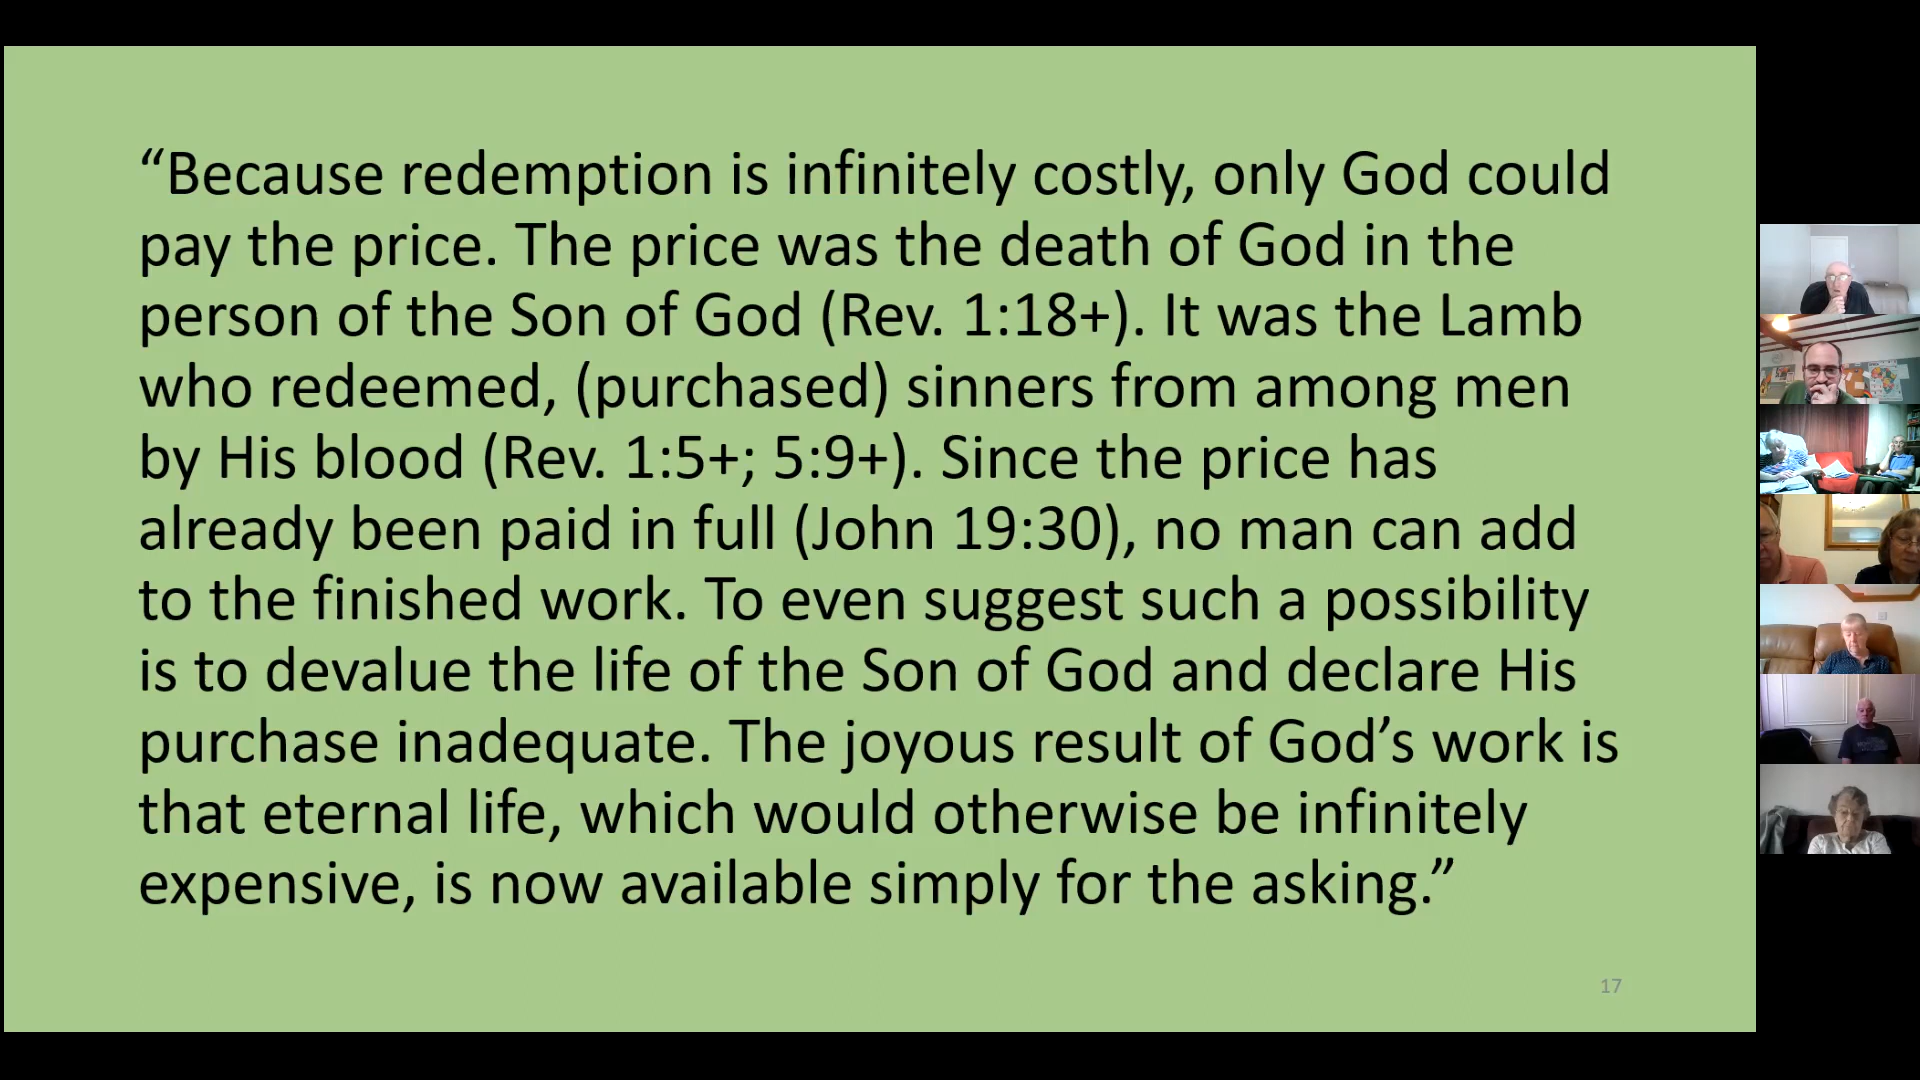 “Because redemption is infinitely costly, only God could
pay the price. The price was the death of God in the
person of the Son of God (Rev. 1:18+). It was the Lamb
who redeemed, (purchased) sinners from among men
by His blood (Rev. 1:5+; 5:9+). Since the price has
already been paid in full (John 19:30), no man can add
to the finished work. To even suggest such a possibility
is to devalue the life of the Son of God and declare His
purchase inadequate. The joyous result of God’s work is
that eternal life, which would otherwise be infinitely
expensive, is now available simply for the asking.”
17